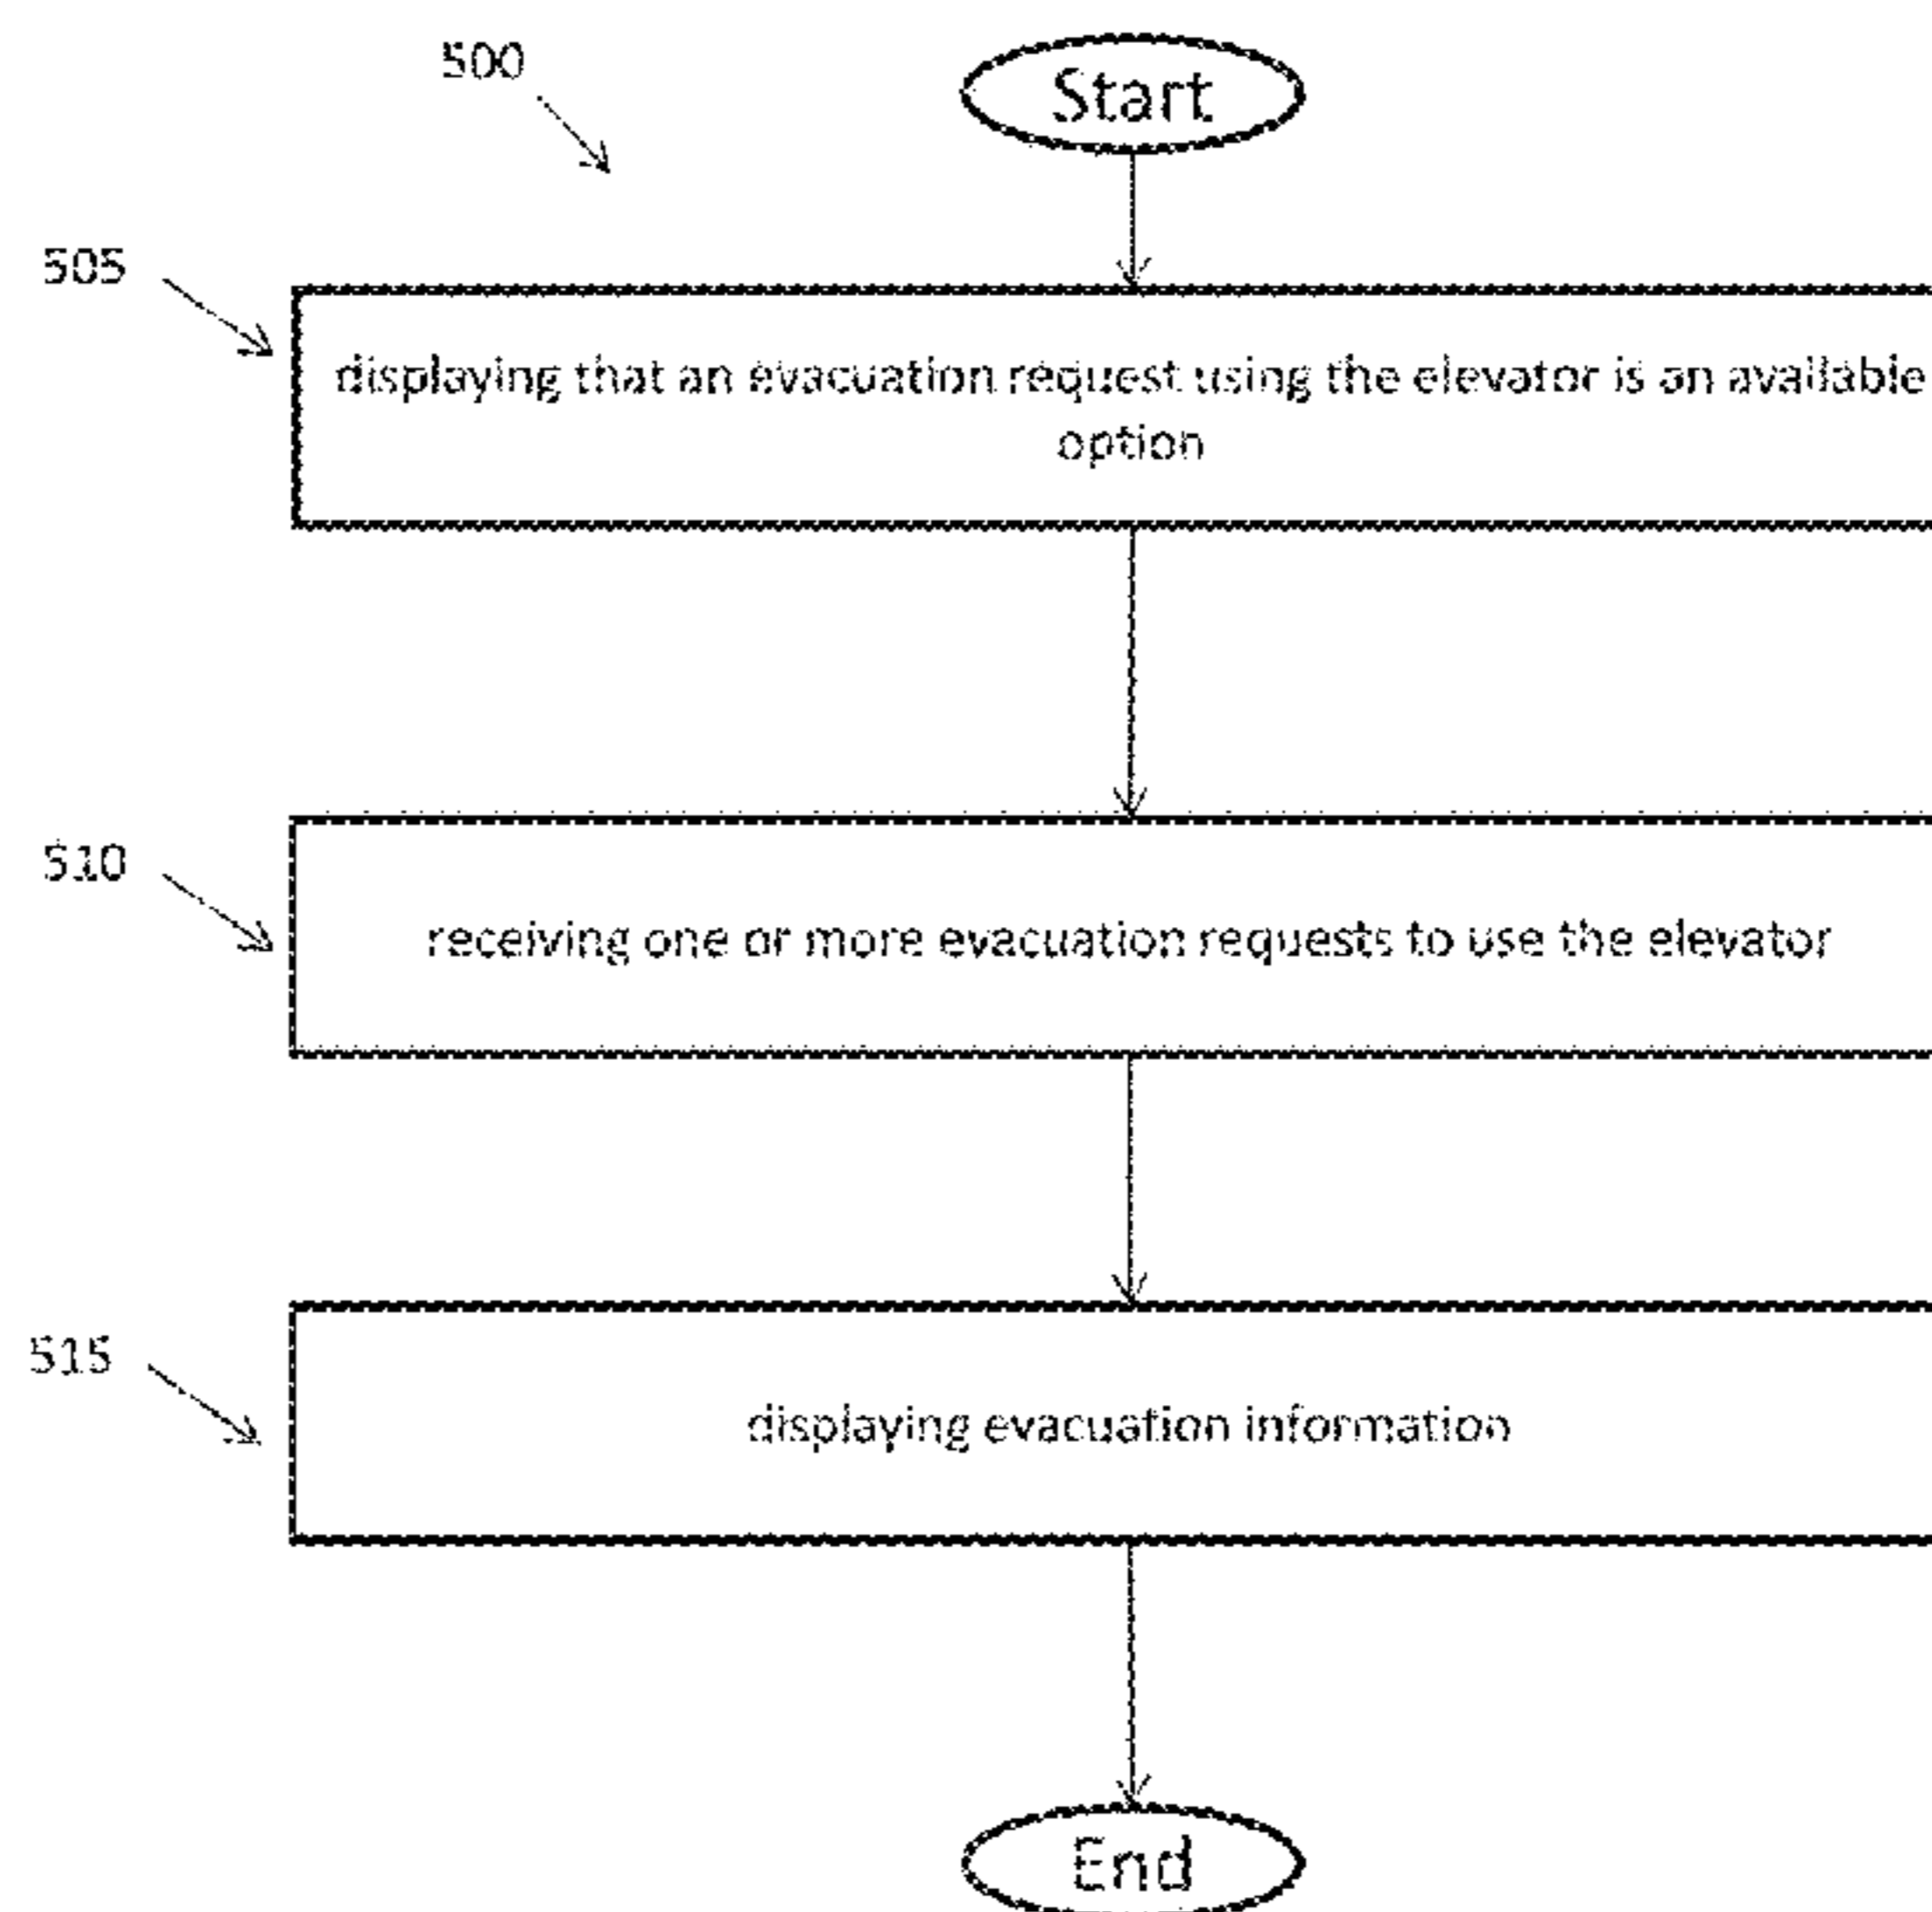 500
Start
505
displaying that an evacuation request using the elevator is an available
option
510
receiving one or more evacuation requests to use the elevator
515
displaying evacuation information
End